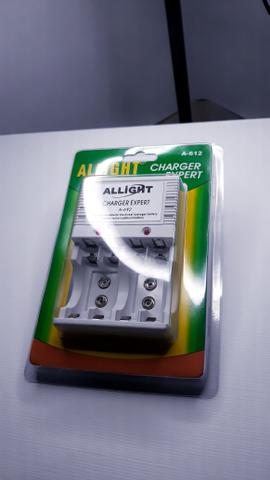 A-612
ALLIGHT CHARGER
EXPERT
ALLIGHT
CHARGER EXPERT
A-612